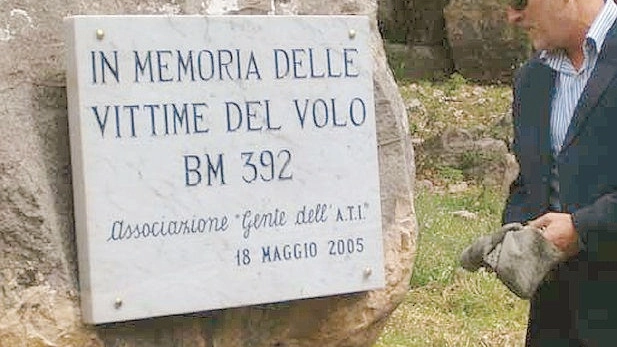 IN MEMORIA DELLE
VITTIME DEL VOLO
BM 392
Associazione "Gente dell'A.T.I."
18 MAGGIO 2005